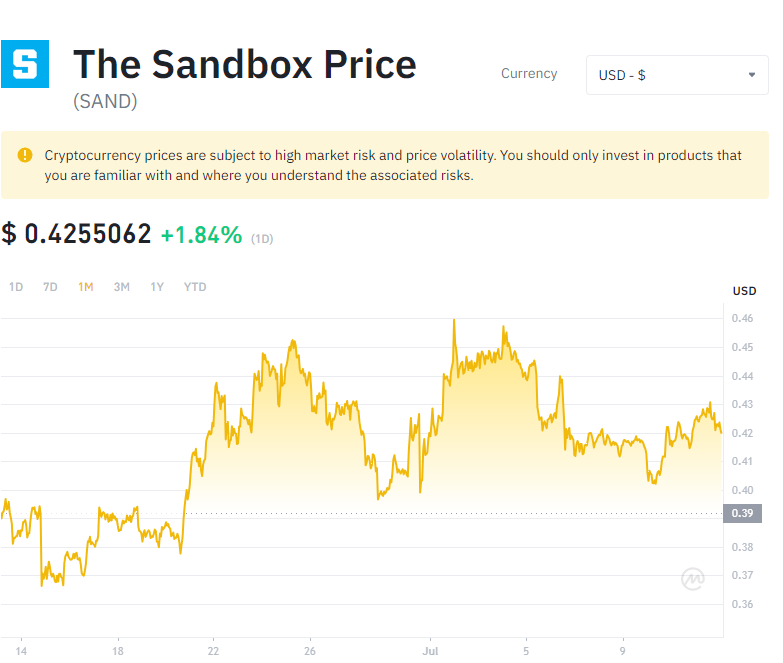 S
The Sandbox Price
(SAND)
Currency
USD - $
Cryptocurrency prices are subject to high market risk and price volatility. You should only invest in products that
you are familiar with and where you understand the associated risks.
$ 0.4255062 +1.84% (1D)
1D 7D 1M 3M 1Y YTD
USD
0.46
0.45
0.44
0.43
0.42
0.41
0.40
0.39
0.38
0.37
0.36
14 18 22 26 Jul 5 9